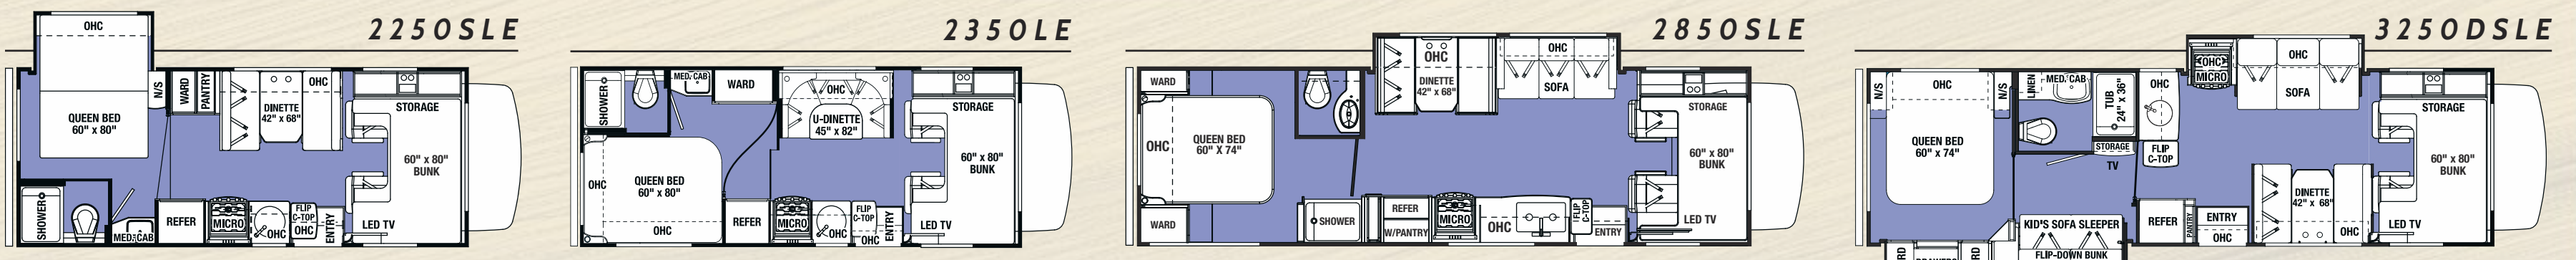 2250SLE
OHC
QUEEN BED
60" x 80"
N/S
WARD
PANTRY
DINETTE
42" x 68"
OHC
STORAGE
60" x 80"
BUNK
LED TV
SHOWER
MED. CAB
REFER
MICRO
OHC
FLIP
C-TOP
OHC
ENTRY
2350LE
SHOWER
MED. CAB
WARD
OHC
U-DINETTE
45" x 82"
STORAGE
60" x 80"
BUNK
LED TV
OHC
QUEEN BED
60" x 80"
OHC
REFER
MICRO
OHC
FLIP
C-TOP
OHC
ENTRY
2850SLE
WARD
OHC
QUEEN BED
60" X 74"
WARD
OHC
DINETTE
42" x 68"
OHC
SOFA
STORAGE
60" x 80"
BUNK
LED TV
SHOWER
REFER
W/PANTRY
MICRO
OHC
FLIP
C-TOP
ENTRY
3250DSLE
N/S
OHC
N/S
QUEEN BED
60" x 74"
LINEN
MED. CAB
TUB
24" x 36"
STORAGE
TV
OHC
FLIP
C-TOP
OHC
MICRO
OHC
SOFA
STORAGE
60" x 80"
BUNK
LED TV
KID'S SOFA SLEEPER
FLIP-DOWN BUNK
REFER
PANTRY
ENTRY
OHC
DINETTE
42" x 68"
OHC